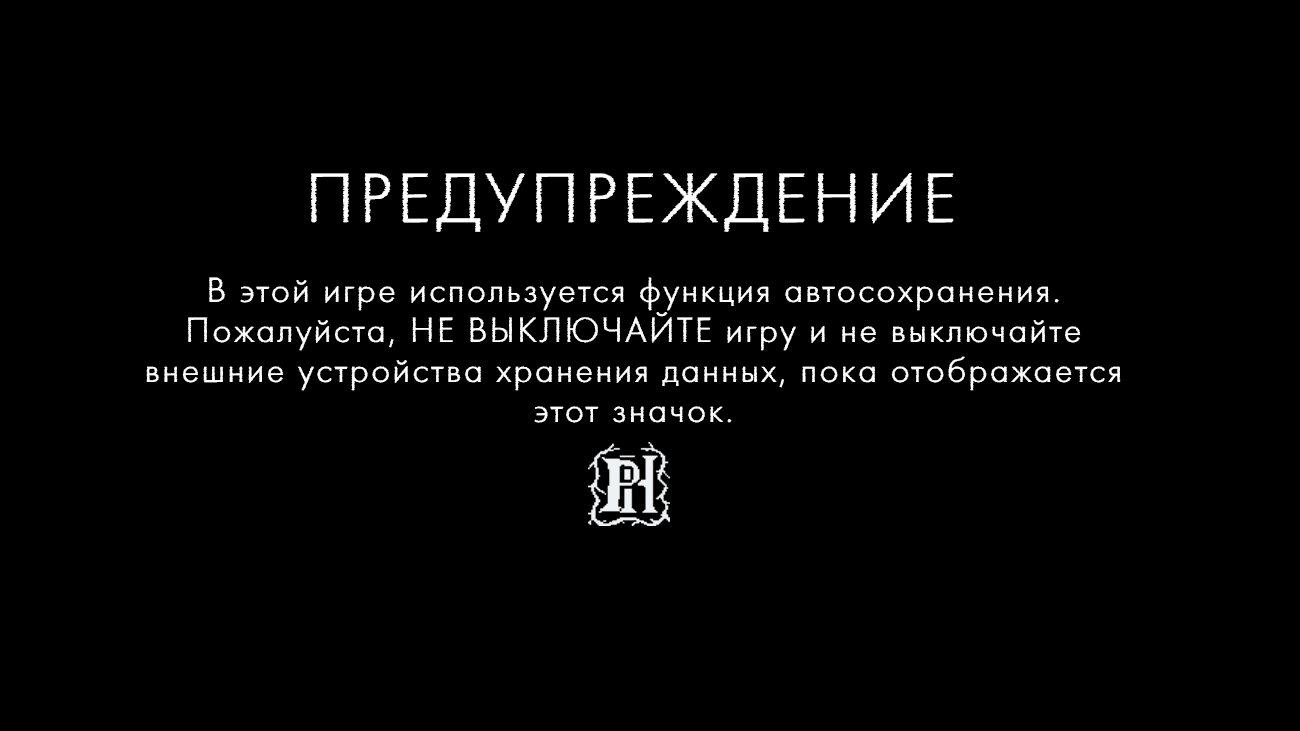 ПРЕДУПРЕЖДЕНИЕ
В этой игре используется функция автосохранения.
Пожалуйста, НЕ ВЫКЛЮЧАЙТЕ игру и не выключайте
внешние устройства хранения данных, пока отображается
этот значок.
PH